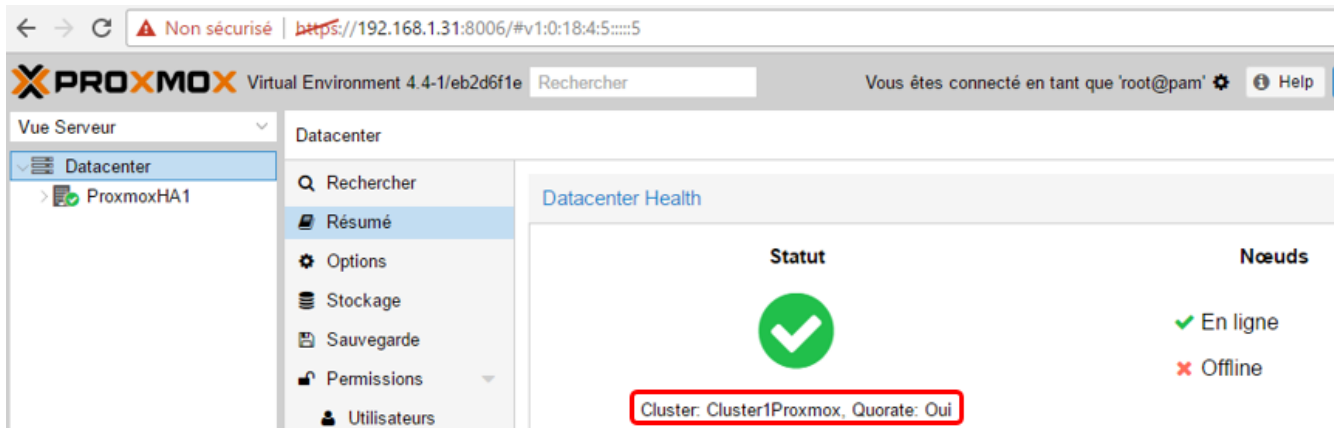 Non sécurisé | https://192.168.1.31:8006/#v1:0:18:4:5:::::5
PROXMOX Virtual Environment 4.4-1/eb2d6f1e Rechercher Vous êtes connecté en tant que 'root@pam' Help
Vue Serveur
Datacenter
ProxmoxHA1
Datacenter
Rechercher
Résumé
Options
Stockage
Sauvegarde
Permissions
Utilisateurs
Datacenter Health
Statut
Cluster: Cluster1Proxmox, Quorate: Oui
Nœuds
En ligne
Offline